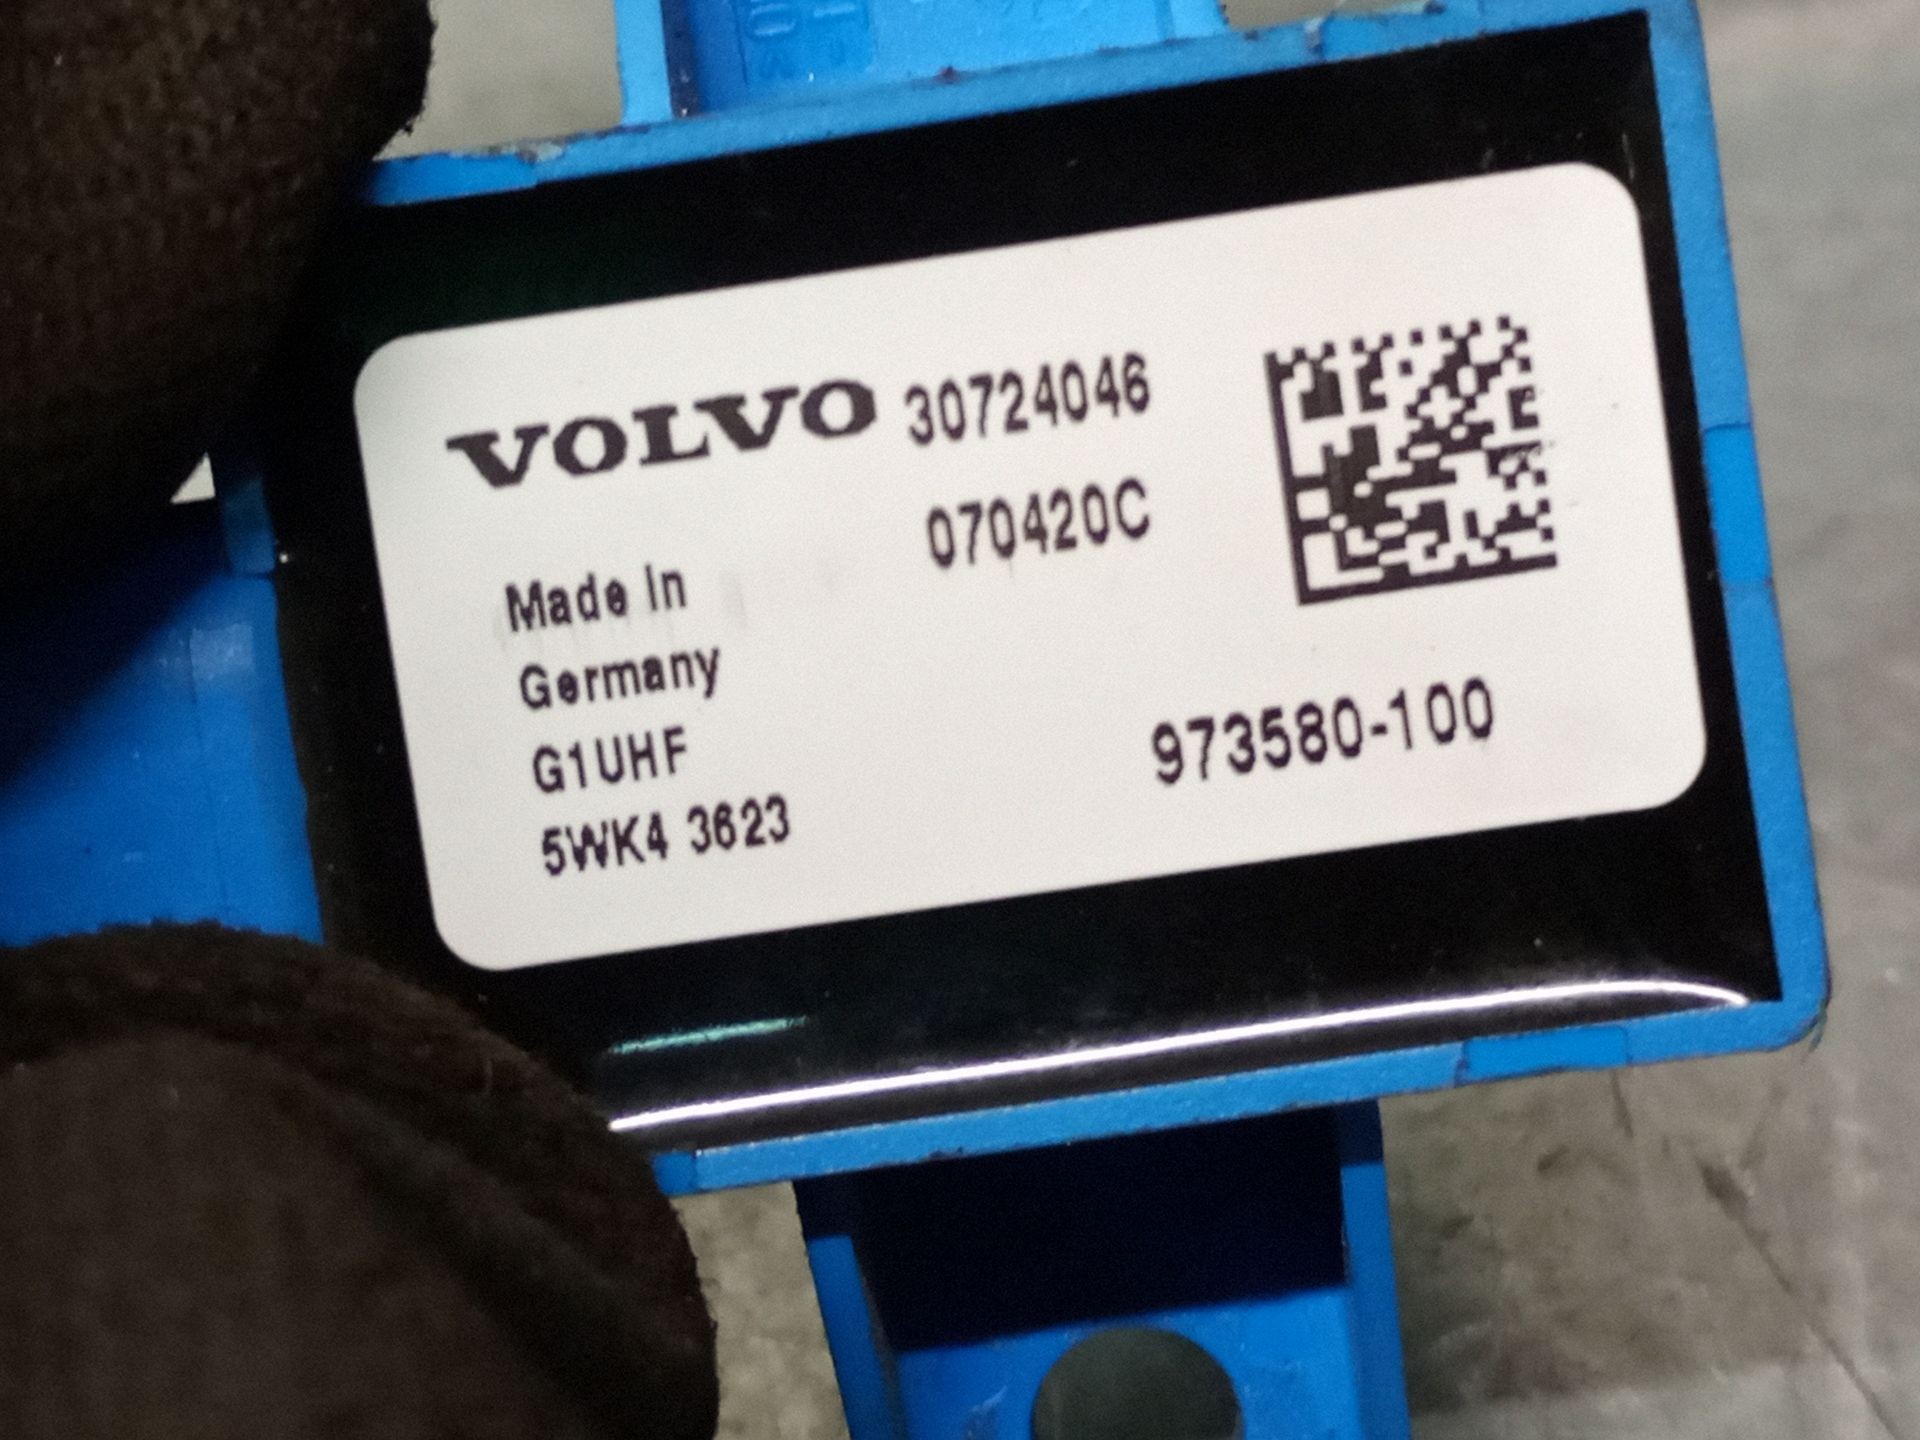 VOLVO 30724046
070420C
Made In
Germany
G1UHF
5WK4 3623
973580-100